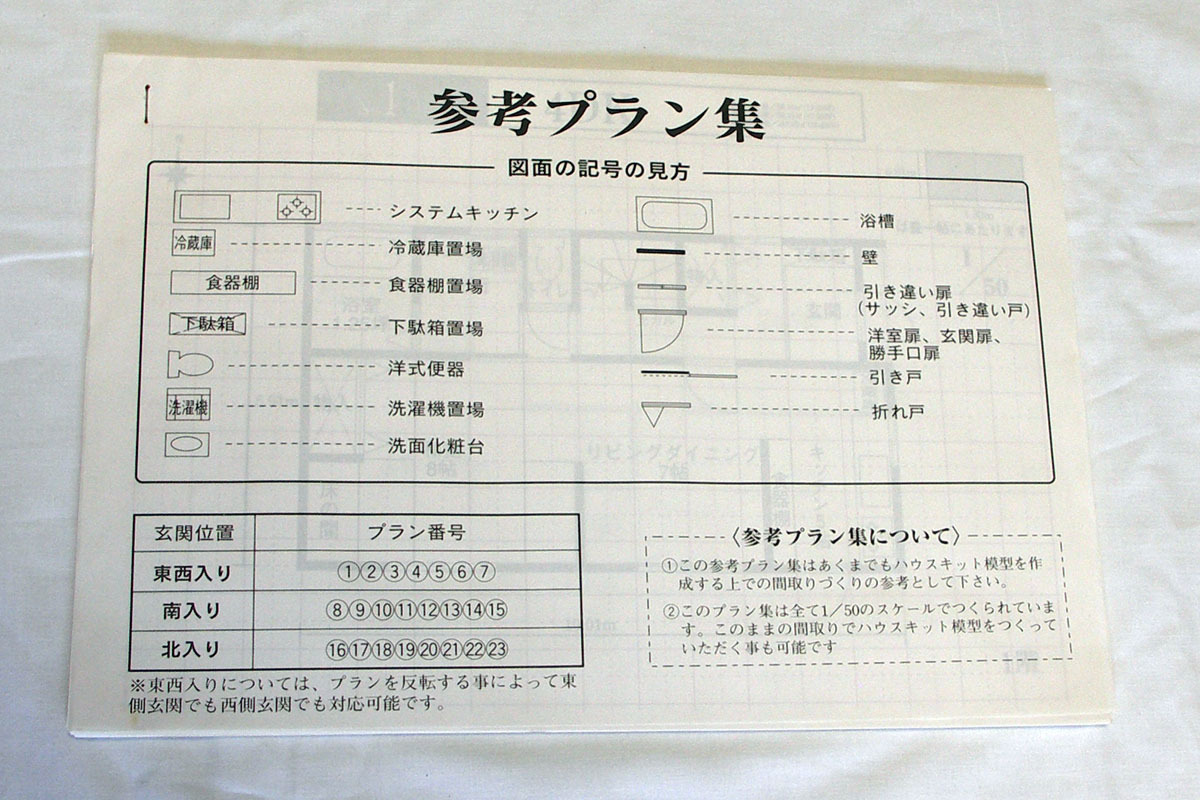 参考プラン集
図面の記号の見方
システムキッチン
冷蔵庫 冷蔵庫置場
食器棚 食器棚置場
下駄箱 下駄箱置場
洋式便器
洗濯機 洗濯機置場
洗面化粧台
浴槽
壁
引き違い扉
(サッシ、引き違い戸)
洋室扉、玄関扉、
勝手口扉
引き戸
折れ戸
玄関位置 プラン番号
東西入り ①②③④⑤⑥⑦
南入り ⑧⑨⑩⑪⑫⑬⑭⑮
北入り ⑯⑰⑱⑲⑳㉑㉒㉓
※東西入りについては、プランを反転する事によって東
側玄関でも西側玄関でも対応可能です。
〈参考プラン集について〉
①この参考プラン集はあくまでもハウスキット模型を作
成する上での間取りづくりの参考として下さい。
②このプラン集は全て1／50のスケールでつくられていま
す。このままの間取りでハウスキット模型をつくって
いただく事も可能です